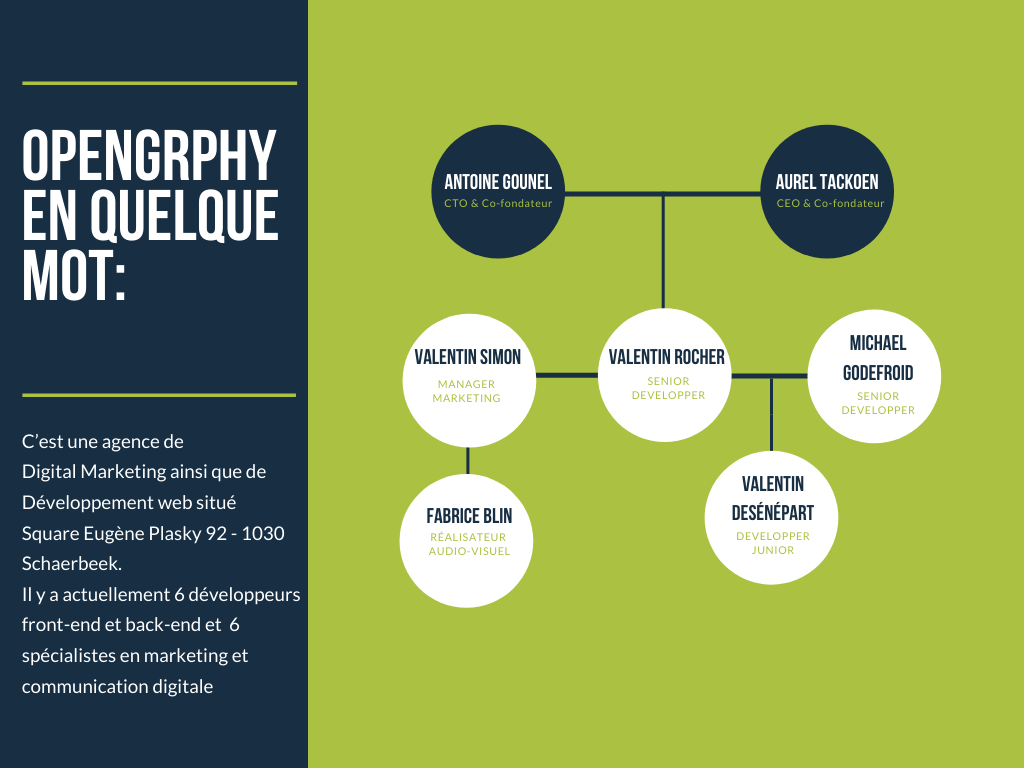 OPENGRPHY
EN QUELQUE
MOT:
C’est une agence de
Digital Marketing ainsi que de
Développement web situé
Square Eugène Plasky 92 - 1030
Schaerbeek.
Il y a actuellement 6 développeurs
front-end et back-end et  6
spécialistes en marketing et
communication digitale
ANTOINE GOUNEL
CTO & Co-fondateur
AUREL TACKOEN
CEO & Co-fondateur
VALENTIN SIMON
MANAGER
MARKETING
VALENTIN ROCHER
SENIOR
DEVELOPPER
MICHAEL
GODEFROID
SENIOR
DEVELOPPER
FABRICE BLIN
RÉALISATEUR
AUDIO-VISUEL
VALENTIN
DESÉNÉPART
DEVELOPPER
JUNIOR